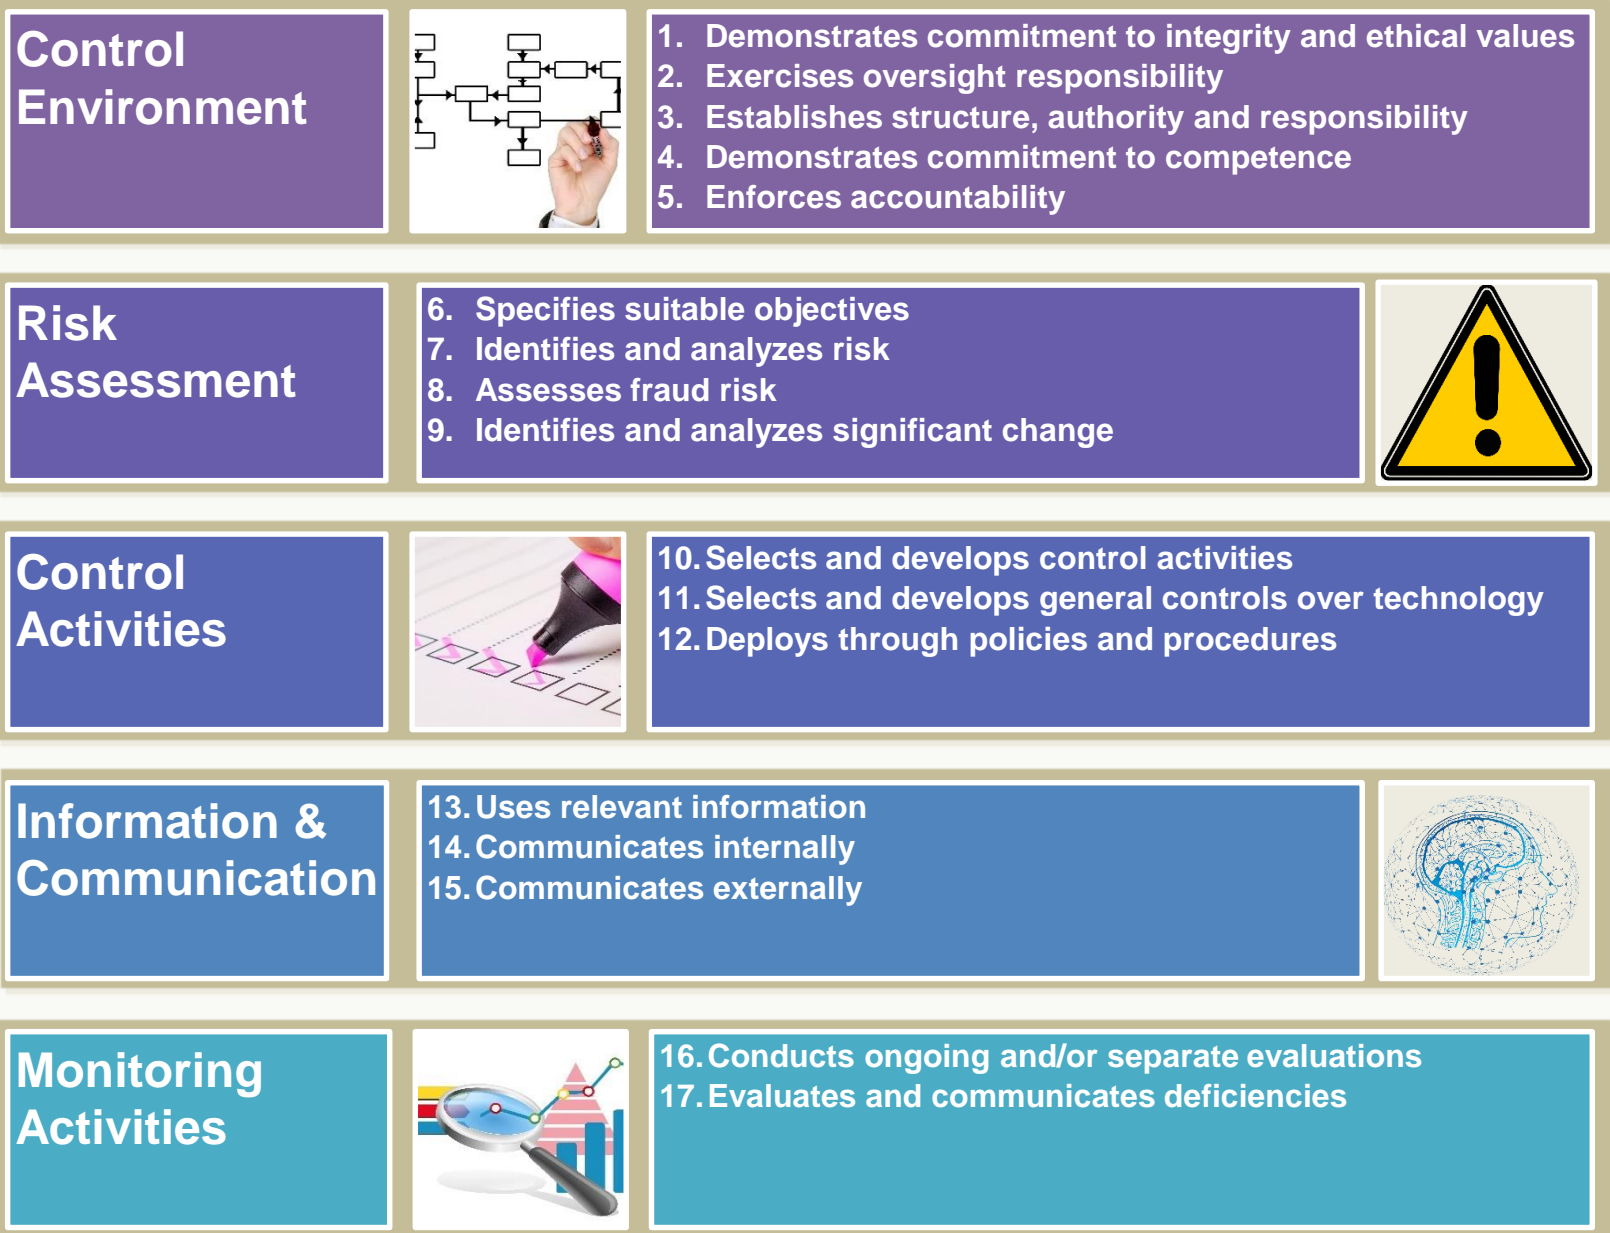 Control
Environment
1. Demonstrates commitment to integrity and ethical values
2. Exercises oversight responsibility
3. Establishes structure, authority and responsibility
4. Demonstrates commitment to competence
5. Enforces accountability
Risk
Assessment
6. Specifies suitable objectives
7. Identifies and analyzes risk
8. Assesses fraud risk
9. Identifies and analyzes significant change
Control
Activities
10. Selects and develops control activities
11. Selects and develops general controls over technology
12. Deploys through policies and procedures
Information &
Communication
13. Uses relevant information
14. Communicates internally
15. Communicates externally
Monitoring
Activities
16. Conducts ongoing and/or separate evaluations
17. Evaluates and communicates deficiencies